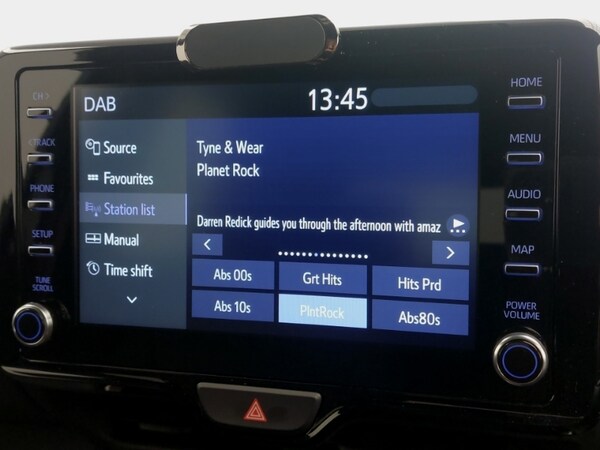 DAB
13:45
Source
Favourites
Station list
Manual
Time shift
Tyne & Wear
Planet Rock
Darren Redick guides you through the afternoon with amaz
Abs 00s
Grt Hits
Hits Prd
Abs 10s
PlntRock
Abs80s
CH >
< TRACK
PHONE
SETUP
TUNE
SCROLL
HOME
MENU
AUDIO
MAP
POWER
VOLUME